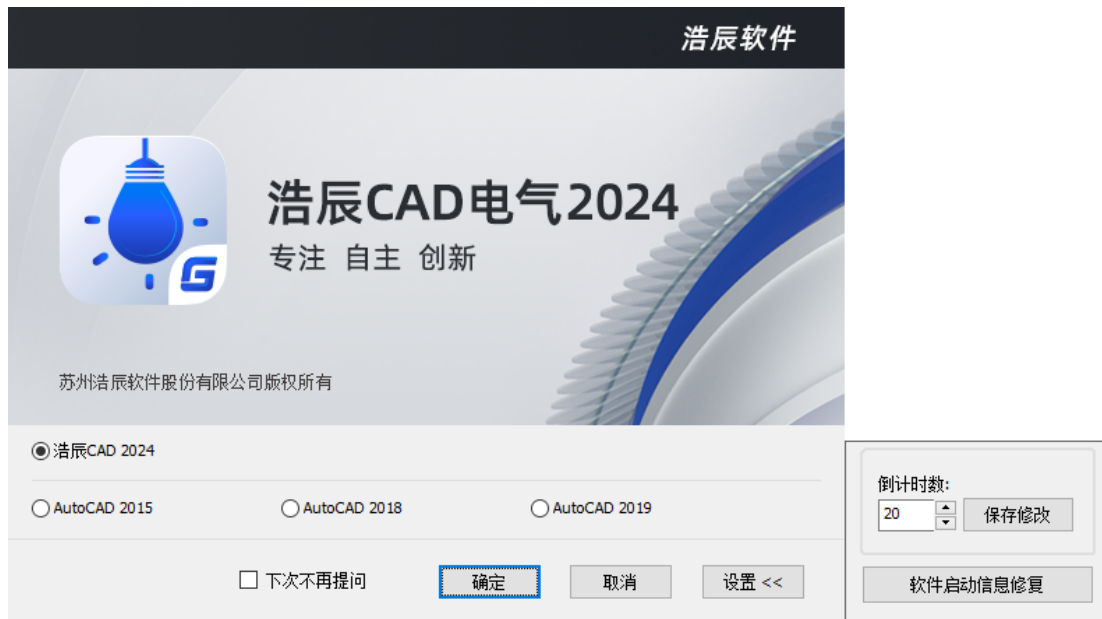 浩辰软件
浩辰CAD电气2024
专注 自主 创新
苏州浩辰软件股份有限公司版权所有
浩辰CAD 2024
AutoCAD 2015 AutoCAD 2018 AutoCAD 2019
下次不再提问 确定 取消 设置 <<
倒计时数:
20 保存修改
软件启动信息修复